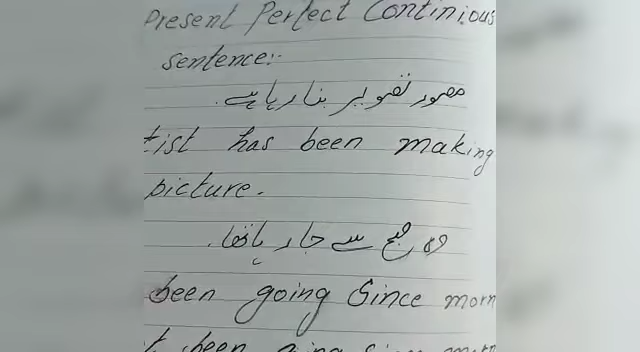 Present Perfect Continious
sentence:-
مصور تصویر بنا رہا ہے۔
tist has been making
picture.
وہ صبح سے جا رہا تھا۔
been going Since morn
been